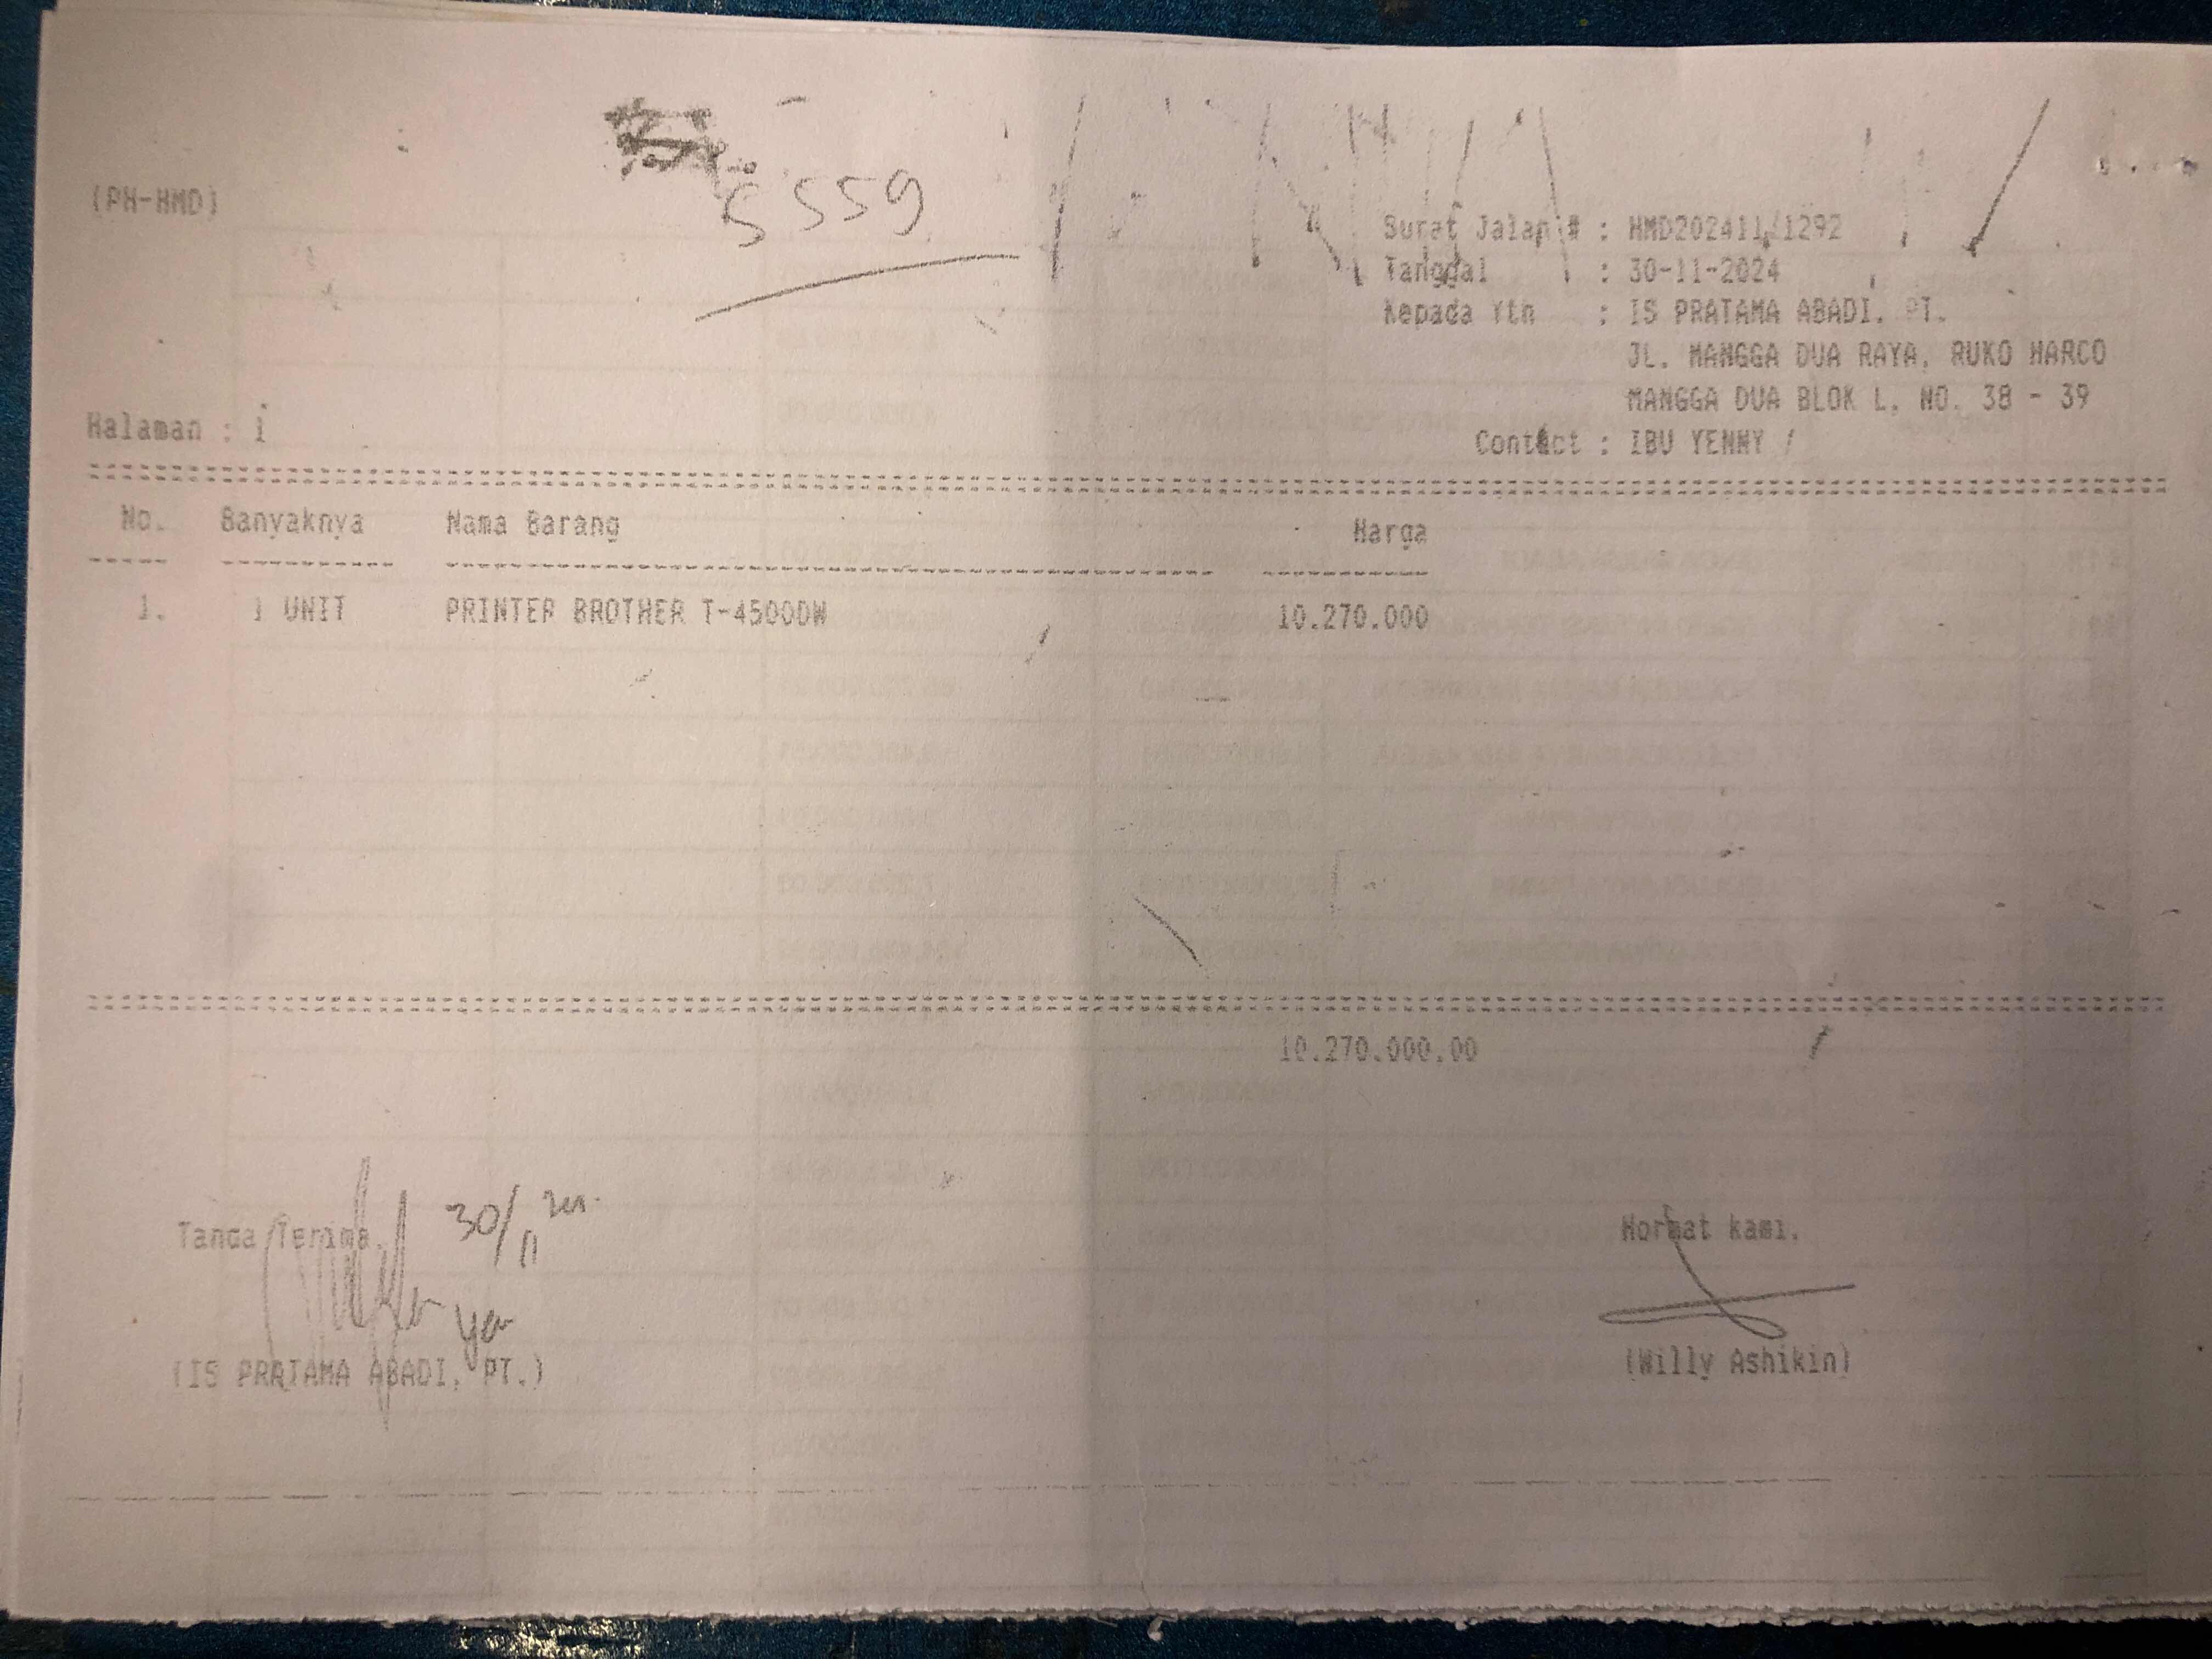 5559
(PH-HMD)
Surat Jalan # : HMD202411/1292
Tanggal : 30-11-2024
Kepada Yth : IS PRATAMA ABADI, PT.
JL. MANGGA DUA RAYA, RUKO HARCO
MANGGA DUA BLOK L, NO. 38 - 39
Halaman : 1
Contact : IBU YENNY /
No. Banyaknya Nama Barang Harga
1. 1 UNIT PRINTER BROTHER T-4500DW 10.270.000
10.270.000.00
Tanda Terima, 30/11
Hormat kami,
(IS PRATAMA ABADI, PT.)
(Willy Ashikin)